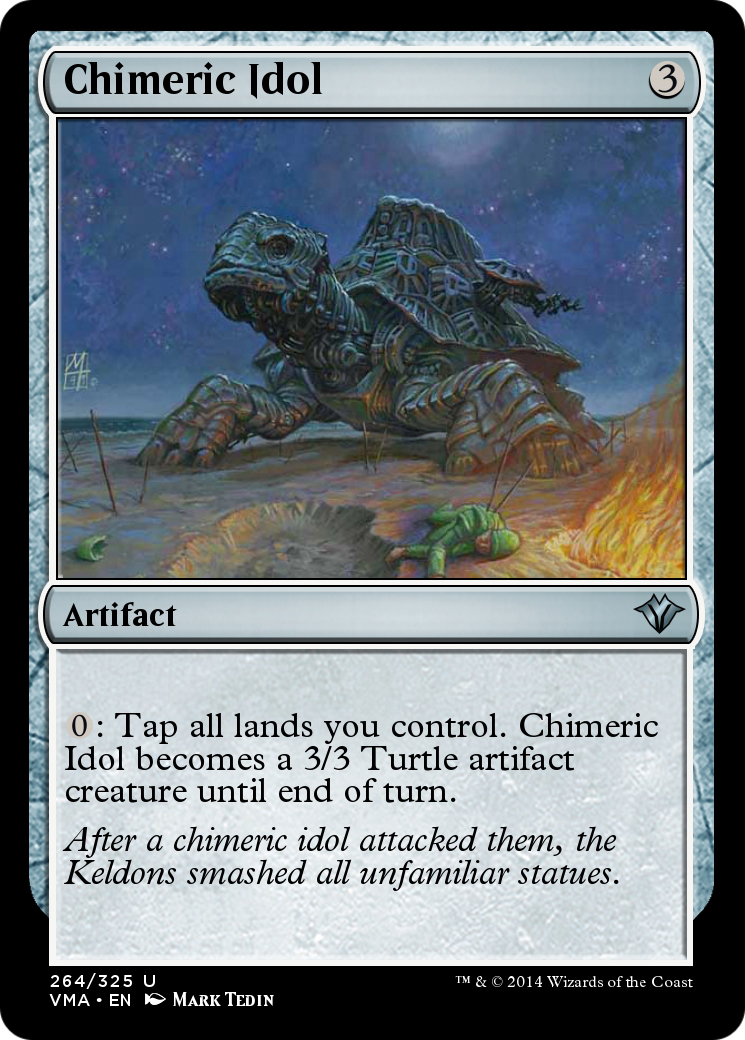 Chimeric Idol 3
Artifact
0: Tap all lands you control. Chimeric
Idol becomes a 3/3 Turtle artifact
creature until end of turn.
After a chimeric idol attacked them, the
Keldons smashed all unfamiliar statues.
264/325 U
VMA • EN Mark Tedin
™ & © 2014 Wizards of the Coast